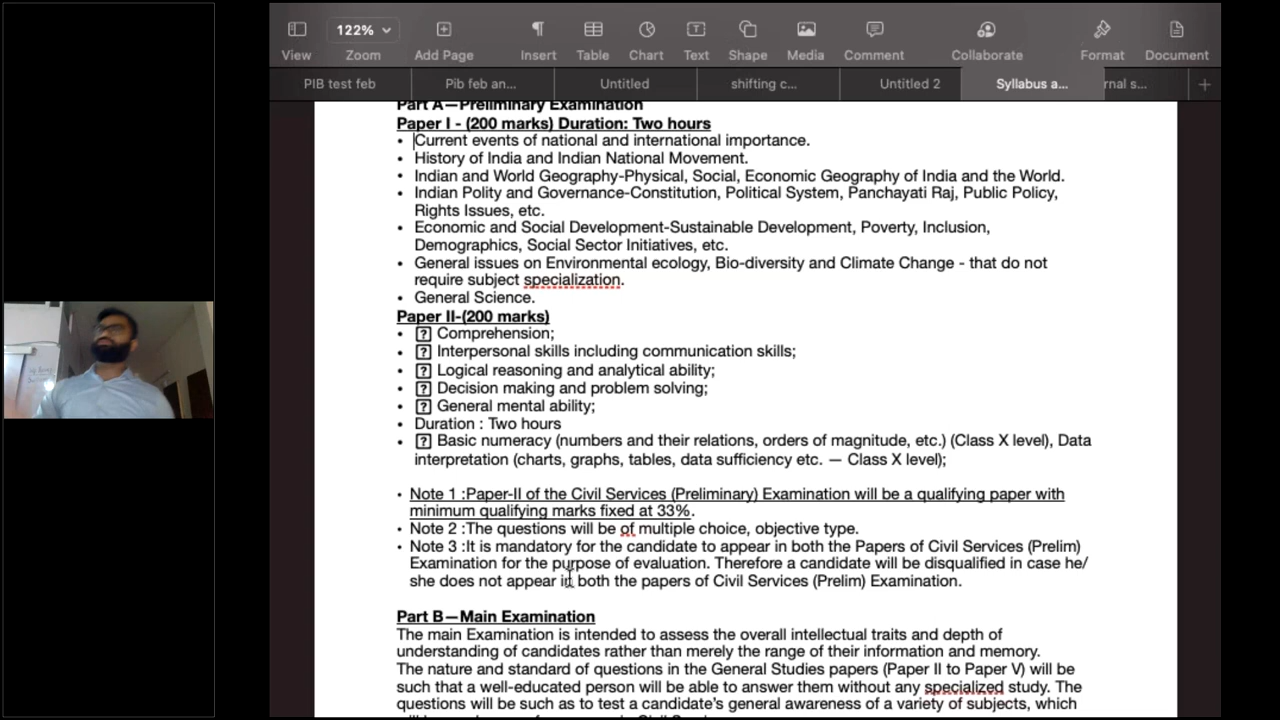 122%
View
Zoom
Add Page
Insert
Table
Chart
Text
Shape
Media
Comment
Collaborate
Format
Document
PIB test feb
Pib feb an...
Untitled
shifting c...
Untitled 2
Syllabus a...
rnal s...
Part A—Preliminary Examination
Paper I - (200 marks) Duration: Two hours
• Current events of national and international importance.
• History of India and Indian National Movement.
• Indian and World Geography-Physical, Social, Economic Geography of India and the World.
• Indian Polity and Governance-Constitution, Political System, Panchayati Raj, Public Policy,
Rights Issues, etc.
• Economic and Social Development-Sustainable Development, Poverty, Inclusion,
Demographics, Social Sector Initiatives, etc.
• General issues on Environmental ecology, Bio-diversity and Climate Change - that do not
require subject specialization.
• General Science.
Paper II-(200 marks)
• ? Comprehension;
• ? Interpersonal skills including communication skills;
• ? Logical reasoning and analytical ability;
• ? Decision making and problem solving;
• ? General mental ability;
• Duration : Two hours
• ? Basic numeracy (numbers and their relations, orders of magnitude, etc.) (Class X level), Data
interpretation (charts, graphs, tables, data sufficiency etc. — Class X level);
• Note 1 :Paper-II of the Civil Services (Preliminary) Examination will be a qualifying paper with
minimum qualifying marks fixed at 33%.
• Note 2 :The questions will be of multiple choice, objective type.
• Note 3 :It is mandatory for the candidate to appear in both the Papers of Civil Services (Prelim)
Examination for the purpose of evaluation. Therefore a candidate will be disqualified in case he/
she does not appear in both the papers of Civil Services (Prelim) Examination.
Part B—Main Examination
The main Examination is intended to assess the overall intellectual traits and depth of
understanding of candidates rather than merely the range of their information and memory.
The nature and standard of questions in the General Studies papers (Paper II to Paper V) will be
such that a well-educated person will be able to answer them without any specialized study. The
questions will be such as to test a candidate's general awareness of a variety of subjects, which